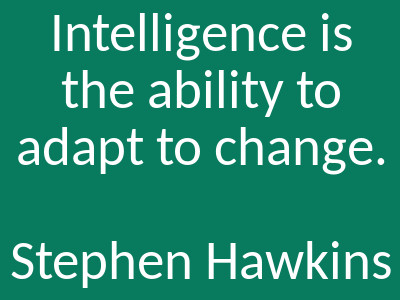 Intelligence is
the ability to
adapt to change.
Stephen Hawkins